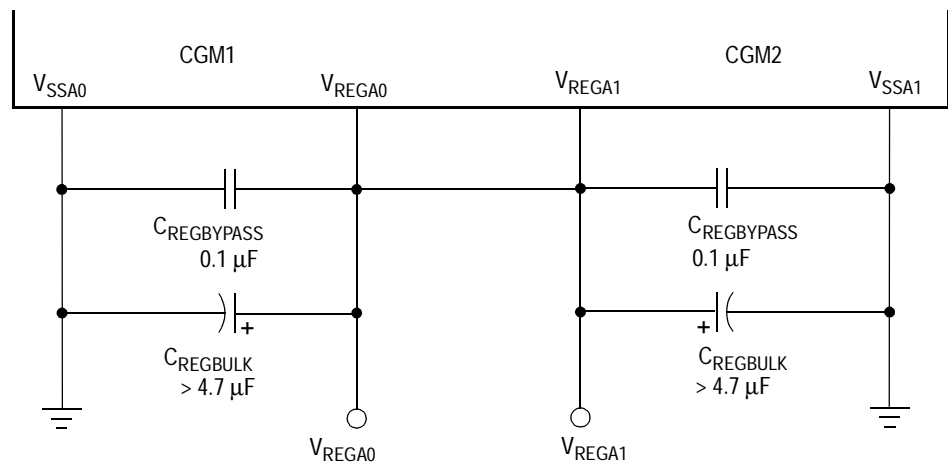 CGM1
CGM2
VSSA0
VREGA0
VREGA1
VSSA1
CREGBYPASS
0.1 µF
CREGBYPASS
0.1 µF
+
+
CREGBULK
> 4.7 µF
CREGBULK
> 4.7 µF
VREGA0
VREGA1